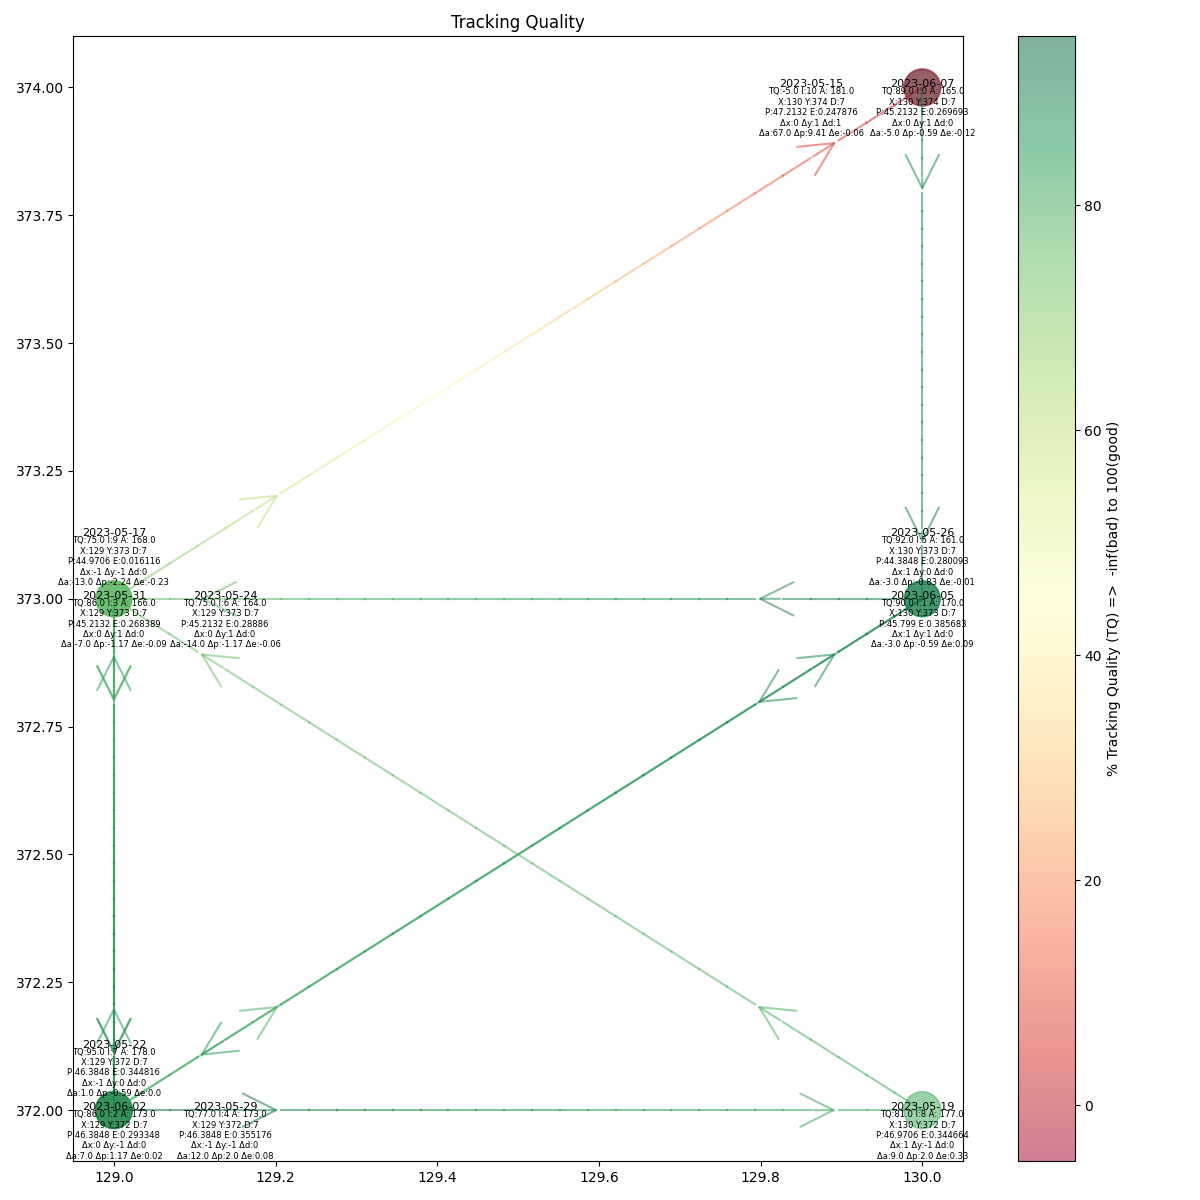 Tracking Quality
374.00
373.75
373.50
373.25
373.00
372.75
372.50
372.25
372.00
2023-05-15
TQ:-5.0 I:10 A: 181.0
X:130 Y:374 D:7
P:47.2132 E:0.247876
Δx:0 Δy:1 Δd:1
Δa:67.0 Δp:9.41 Δe:-0.06
2023-06-07
TQ:89.0 I:0 A: 165.0
X:130 Y:374 D:7
P:45.2132 E:0.269693
Δx:0 Δy:1 Δd:0
Δa:-5.0 Δp:-0.59 Δe:-0.12
2023-05-17
TQ:75.0 I:9 A: 168.0
X:129 Y:373 D:7
P:44.9706 E:0.016116
Δx:-1 Δy:-1 Δd:0
Δa:-13.0 Δp:-2.24 Δe:-0.23
2023-05-31
TQ:86.0 I:3 A: 166.0
X:129 Y:373 D:7
P:45.2132 E:0.268389
Δx:0 Δy:1 Δd:0
Δa:-7.0 Δp:-1.17 Δe:-0.09
2023-05-24
TQ:75.0 I:6 A: 164.0
X:129 Y:373 D:7
P:45.2132 E:0.28886
Δx:0 Δy:1 Δd:0
Δa:-14.0 Δp:-1.17 Δe:-0.06
2023-05-26
TQ:92.0 I:5 A: 161.0
X:130 Y:373 D:7
P:44.3848 E:0.280093
Δx:1 Δy:0 Δd:0
Δa:-3.0 Δp:-0.83 Δe:-0.01
2023-06-05
TQ:90.0 I:1 A: 170.0
X:130 Y:373 D:7
P:45.799 E:0.385683
Δx:1 Δy:1 Δd:0
Δa:-3.0 Δp:-0.59 Δe:0.09
2023-05-22
TQ:95.0 I:7 A: 178.0
X:129 Y:372 D:7
P:46.3848 E:0.344816
Δx:-1 Δy:0 Δd:0
Δa:1.0 Δp:-0.59 Δe:0.0
2023-06-02
TQ:86.0 I:2 A: 173.0
X:129 Y:372 D:7
P:46.3848 E:0.293348
Δx:0 Δy:-1 Δd:0
Δa:7.0 Δp:1.17 Δe:0.02
2023-05-29
TQ:77.0 I:4 A: 173.0
X:129 Y:372 D:7
P:46.3848 E:0.355176
Δx:-1 Δy:-1 Δd:0
Δa:12.0 Δp:2.0 Δe:0.08
2023-05-19
TQ:81.0 I:8 A: 177.0
X:130 Y:372 D:7
P:46.9706 E:0.344664
Δx:1 Δy:-1 Δd:0
Δa:9.0 Δp:2.0 Δe:0.33
129.0 129.2 129.4 129.6 129.8 130.0
80
60
40
20
0
% Tracking Quality (TQ) => -inf(bad) to 100(good)